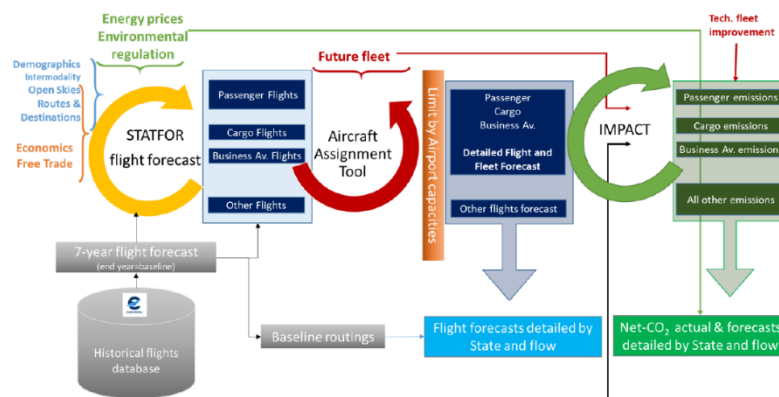 Energy prices
Environmental
regulation
Demographics
Intermodality
Open Skies
Routes &
Destinations
Economics
Free Trade
STATFOR
flight forecast
Passenger Flights
Cargo Flights
Business Av. Flights
Other Flights
Future fleet
Aircraft
Assignment
Tool
Limit by Airport capacities
Passenger
Cargo
Business Av.
Detailed Flight and
Fleet Forecast
Other flights forecast
IMPACT
Tech. fleet
improvement
Passenger emissions
Cargo emissions
Business Av. emissions
All other emissions
7-year flight forecast
(end year=baseline)
Historical flights
database
Baseline routings
Flight forecasts detailed by
State and flow
Net-CO₂ actual & forecasts
detailed by State and flow